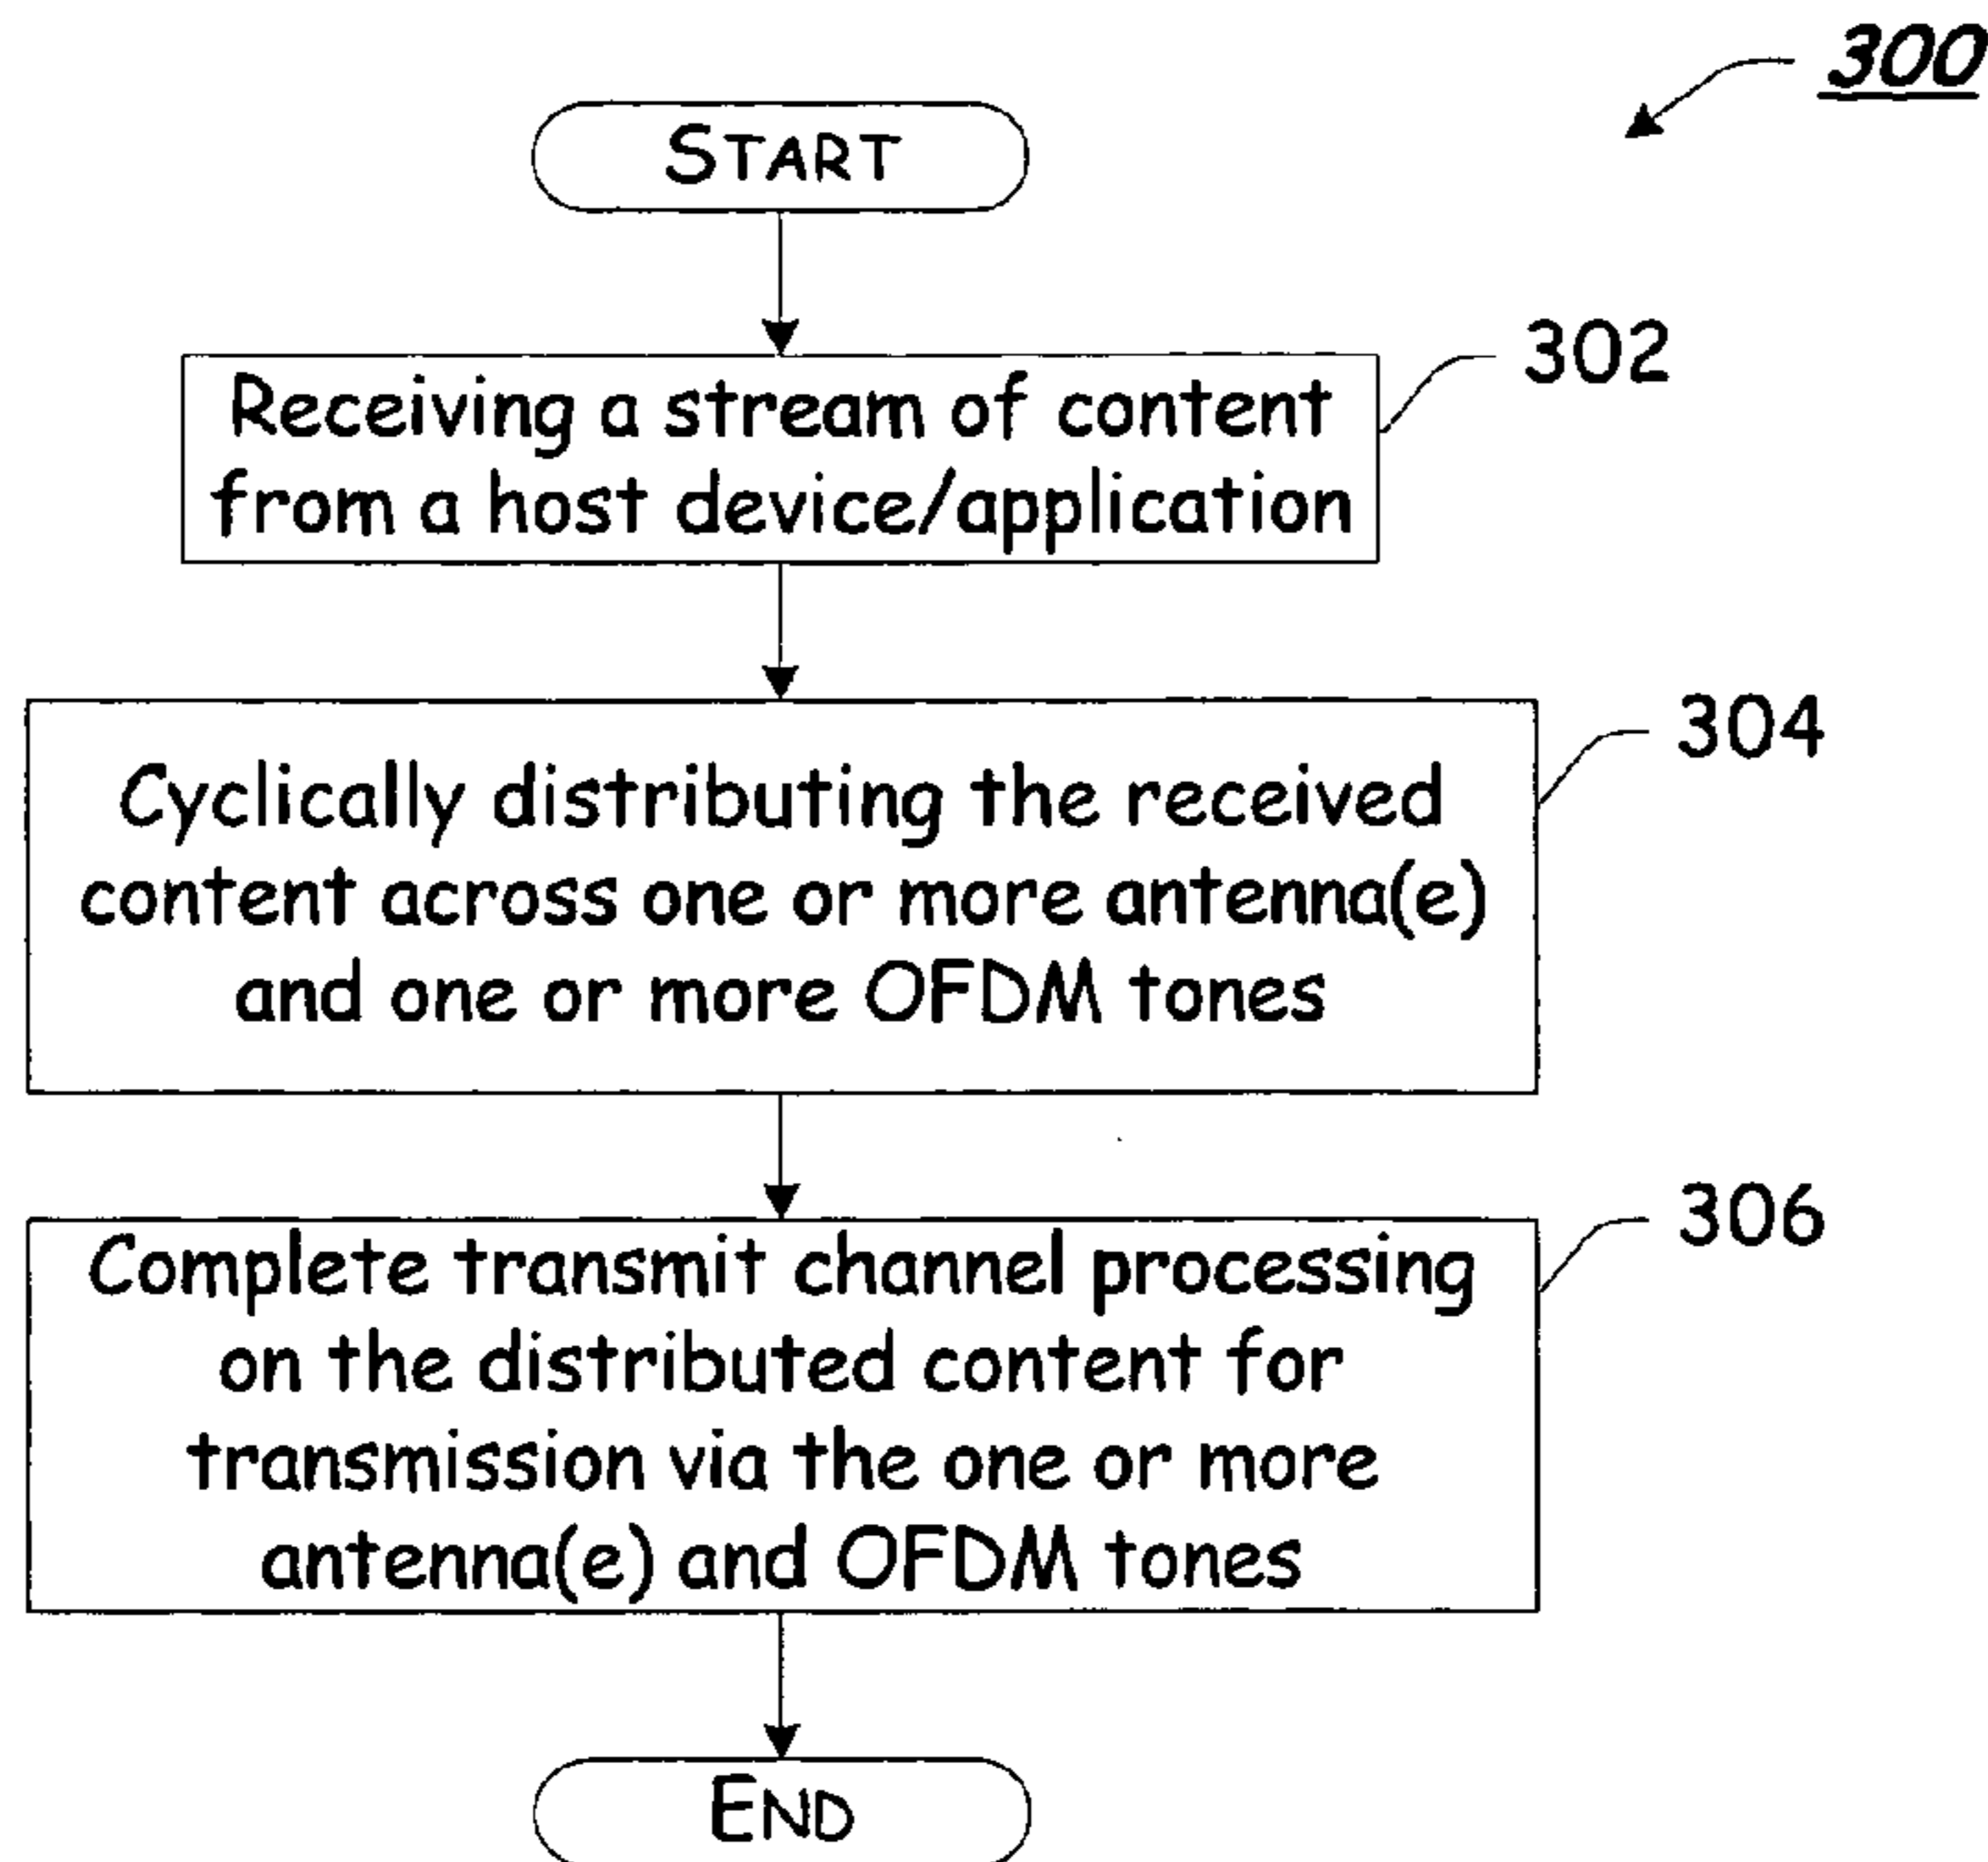 300
START
302
Receiving a stream of content
from a host device/application
304
Cyclically distributing the received
content across one or more antenna(e)
and one or more OFDM tones
306
Complete transmit channel processing
on the distributed content for
transmission via the one or more
antenna(e) and OFDM tones
END